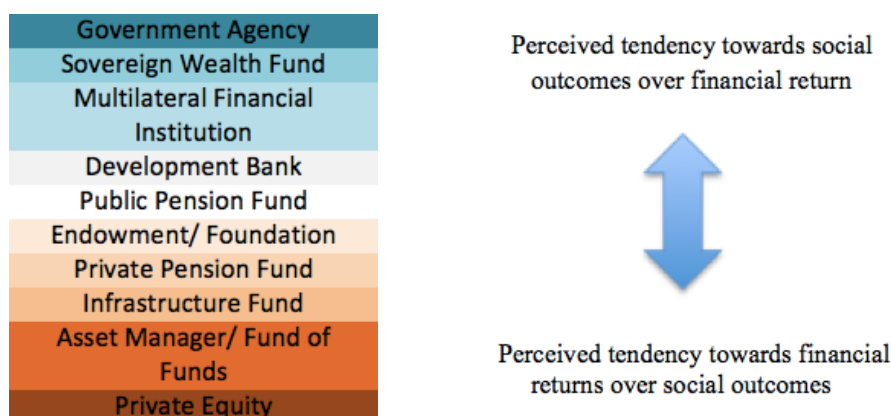 Government Agency
Sovereign Wealth Fund
Multilateral Financial
Institution
Development Bank
Public Pension Fund
Endowment/ Foundation
Private Pension Fund
Infrastructure Fund
Asset Manager/ Fund of
Funds
Private Equity
Perceived tendency towards social
outcomes over financial return
Perceived tendency towards financial
returns over social outcomes